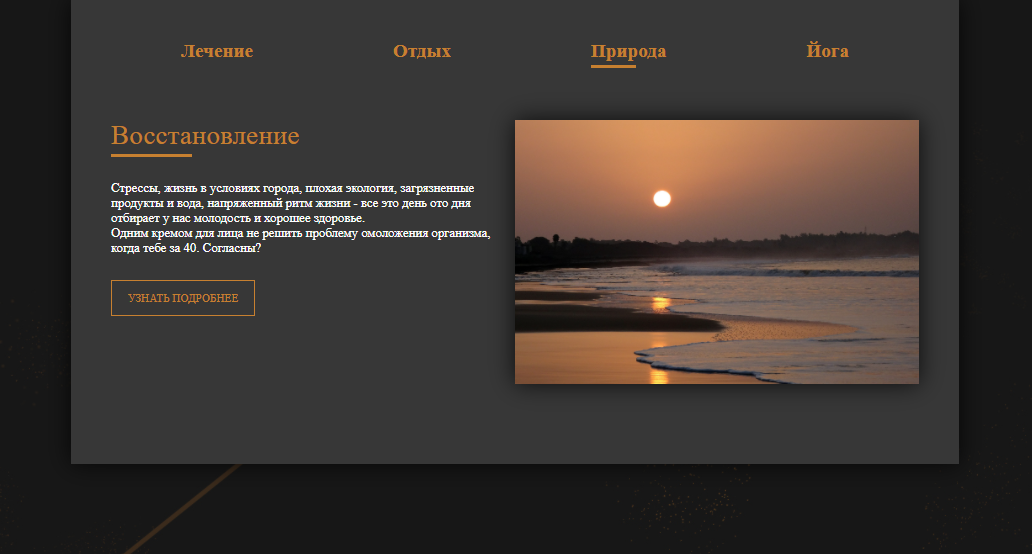 Лечение Отдых Природа Йога
Восстановление
Стрессы, жизнь в условиях города, плохая экология, загрязненные
продукты и вода, напряженный ритм жизни - все это день ото дня
отбирает у нас молодость и хорошее здоровье.
Одним кремом для лица не решить проблему омоложения организма,
когда тебе за 40. Согласны?
УЗНАТЬ ПОДРОБНЕЕ